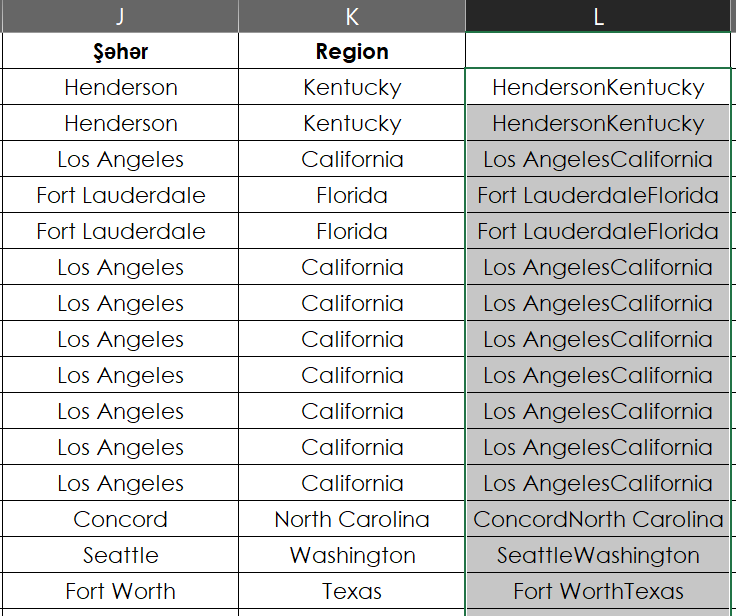 J K L
Şəhər Region
Henderson Kentucky HendersonKentucky
Henderson Kentucky HendersonKentucky
Los Angeles California Los AngelesCalifornia
Fort Lauderdale Florida Fort LauderdaleFlorida
Fort Lauderdale Florida Fort LauderdaleFlorida
Los Angeles California Los AngelesCalifornia
Los Angeles California Los AngelesCalifornia
Los Angeles California Los AngelesCalifornia
Los Angeles California Los AngelesCalifornia
Los Angeles California Los AngelesCalifornia
Los Angeles California Los AngelesCalifornia
Los Angeles California Los AngelesCalifornia
Concord North Carolina ConcordNorth Carolina
Seattle Washington SeattleWashington
Fort Worth Texas Fort WorthTexas